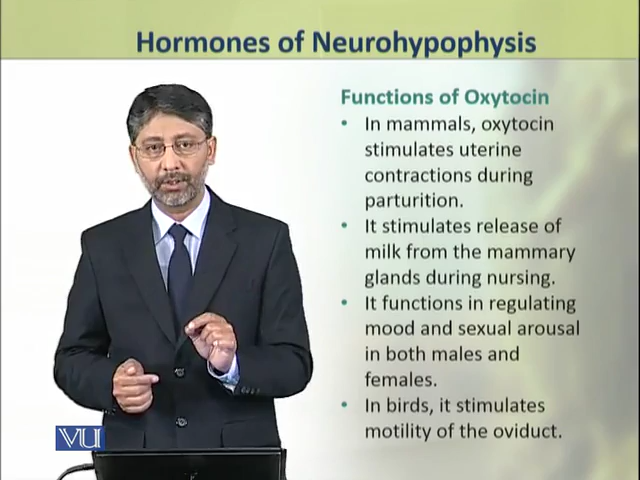 Hormones of Neurohypophysis
Functions of Oxytocin
• In mammals, oxytocin
stimulates uterine
contractions during
parturition.
• It stimulates release of
milk from the mammary
glands during nursing.
• It functions in regulating
mood and sexual arousal
in both males and
females.
• In birds, it stimulates
motility of the oviduct.
VU